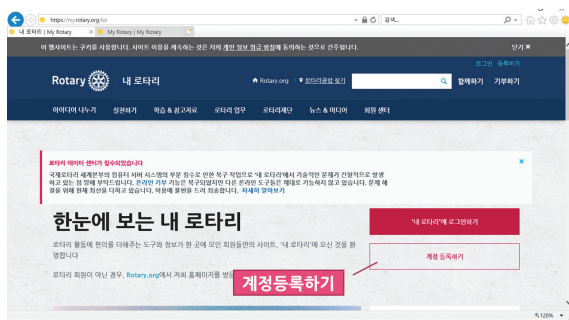 https://my.rotary.org/ko
검색...
내 로타리 | My Rotary
My Rotary | My Rotary
이 웹사이트는 쿠키를 사용합니다. 사이트 이용을 계속하는 것은 저희 개인 정보 취급 방침에 동의하는 것으로 간주됩니다.
닫기 ✖
로그인 등록하기
Rotary 내 로타리
Rotary.org
로타리클럽 찾기
함께하기 기부하기
아이디어 나누기 실천하기 학습 & 참고자료 로타리 업무 로타리재단 뉴스 & 미디어 회원 센터
로타리 데이터 센터가 침수되었습니다
국제로타리 세계본부의 컴퓨터 서버 시스템의 부분 침수로 인한 복구 작업으로 '내 로타리'에서 기술적인 문제가 간헐적으로 발생
하고 있는 점 양해 부탁드립니다. 온라인 기부 기능은 복구되었지만 다른 온라인 도구들은 제대로 기능하지 않고 있습니다. 문제 해
결을 위해 현재 최선을 다하고 있습니다. 이용에 불편을 드려 죄송합니다. 자세히 알아보기
한눈에 보는 내 로타리
'내 로타리'에 로그인하기
로타리 활동에 편의를 더해주는 도구와 정보가 한 곳에 모인 회원들만의 사이트, '내 로타리'에 오신 것을 환
영합니다
계정 등록하기
로타리 회원이 아닌 경우, Rotary.org에서 저희 홈페이지를 방문
계정등록하기
120%